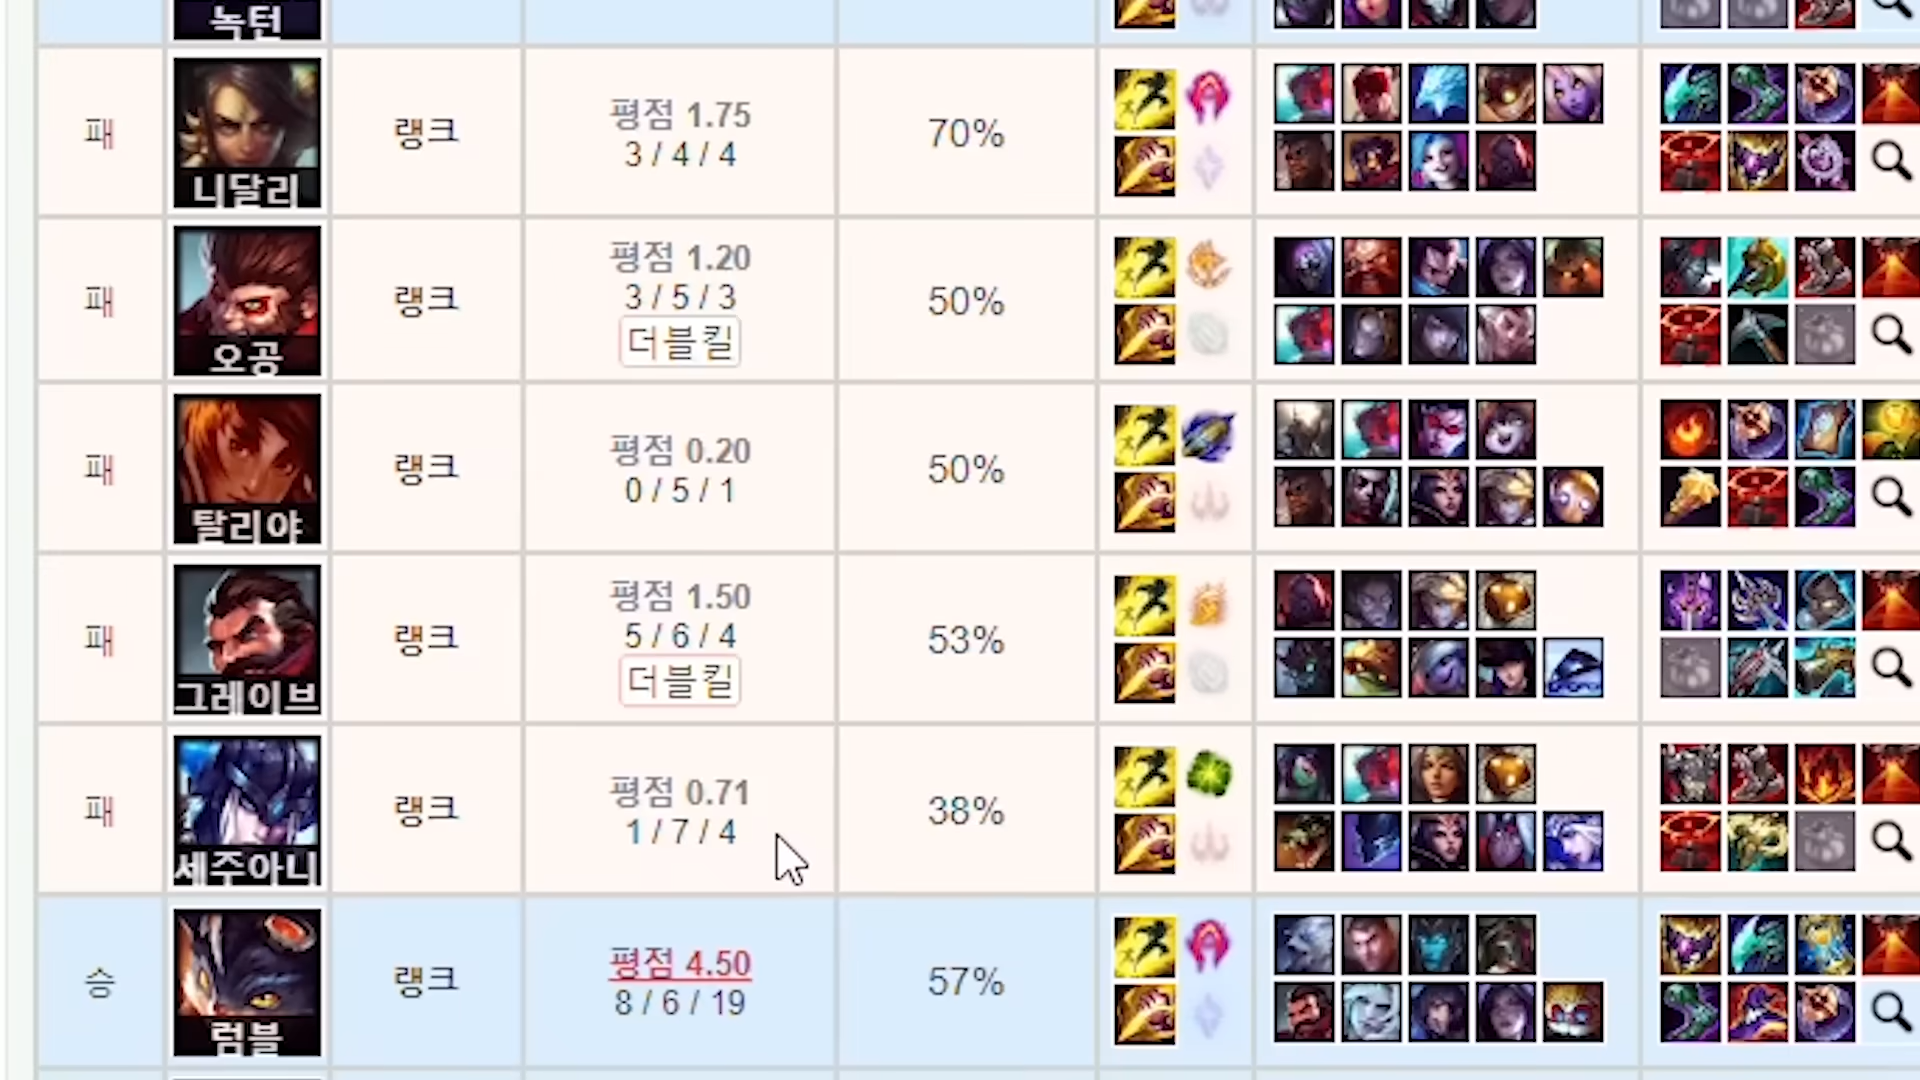 녹턴
패
니달리
랭크
평점 1.75
3 / 4 / 4
70%
패
오공
랭크
평점 1.20
3 / 5 / 3
더블킬
50%
패
탈리야
랭크
평점 0.20
0 / 5 / 1
50%
패
그레이브
랭크
평점 1.50
5 / 6 / 4
더블킬
53%
패
세주아니
랭크
평점 0.71
1 / 7 / 4
38%
승
럼블
랭크
평점 4.50
8 / 6 / 19
57%